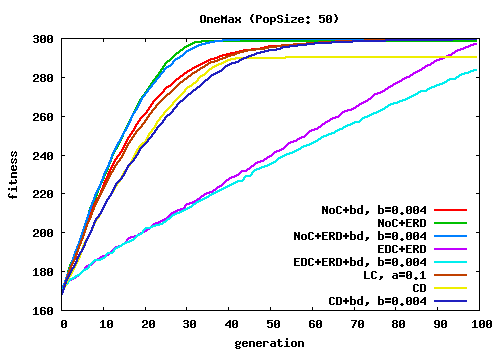 OneMax (PopSize: 50)
300
280
260
240
220
200
180
160
fitness
NoC+bd, b=0.004
NoC+ERD
NoC+ERD+bd, b=0.004
EDC+ERD
EDC+ERD+bd, b=0.004
LC, a=0.1
CD
CD+bd, b=0.004
0 10 20 30 40 50 60 70 80 90 100
generation